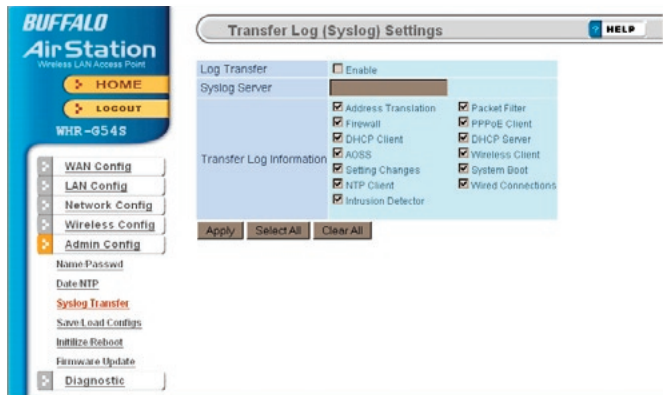 BUFFALO
AirStation
Wireless LAN Access Point
HOME
LOGOUT
WHR-G54S
WAN Config
LAN Config
Network Config
Wireless Config
Admin Config
Name·Passwd
Date·NTP
Syslog Transfer
Save·Load Configs
Initilize·Reboot
Firmware Update
Diagnostic
Transfer Log (Syslog) Settings
? HELP
Log Transfer
Enable
Syslog Server
Transfer Log Information
Address Translation
Packet Filter
Firewall
PPPoE Client
DHCP Client
DHCP Server
AOSS
Wireless Client
Setting Changes
System Boot
NTP Client
Wired Connections
Intrusion Detector
Apply
Select All
Clear All